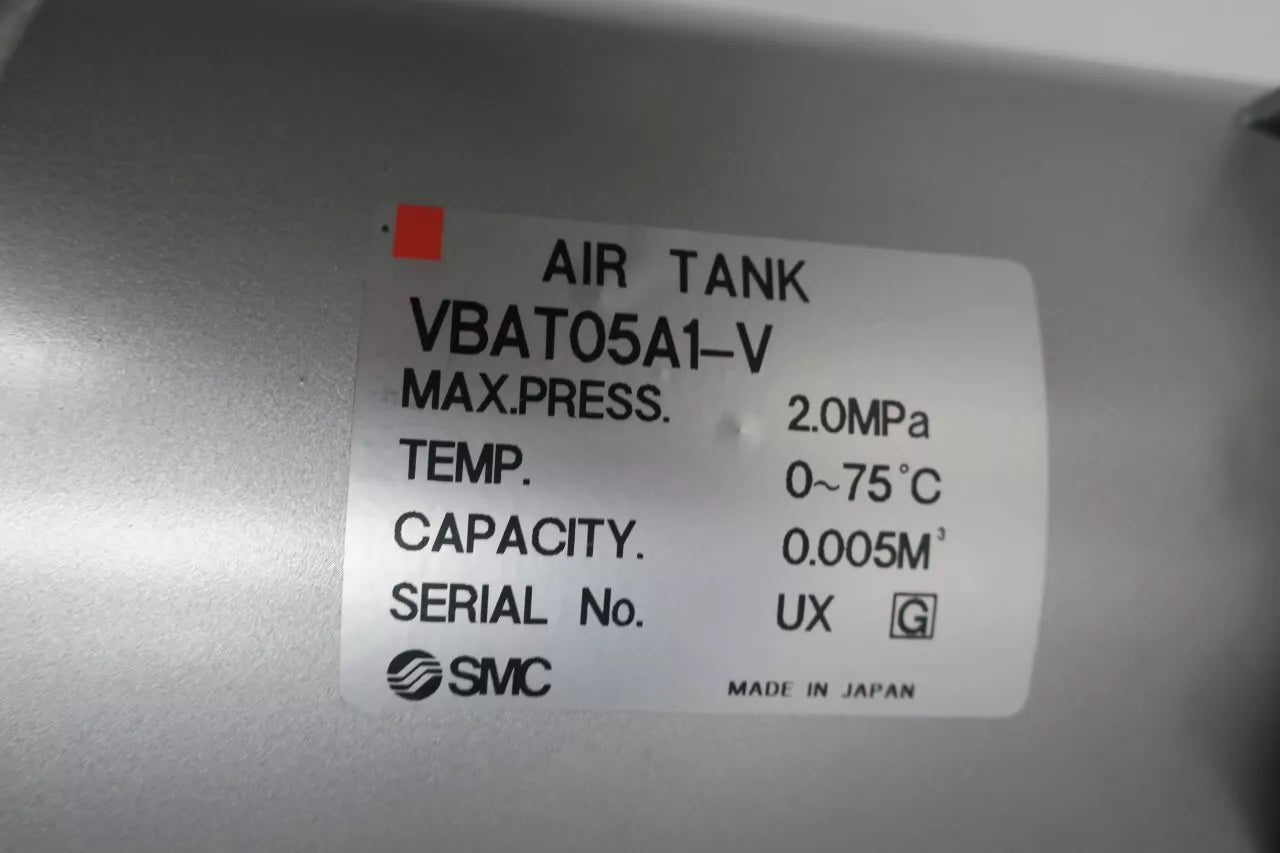 AIR TANK
VBAT05A1-V
MAX.PRESS. 2.0MPa
TEMP. 0~75°C
CAPACITY. 0.005M³
SERIAL No. UX G
SMC MADE IN JAPAN